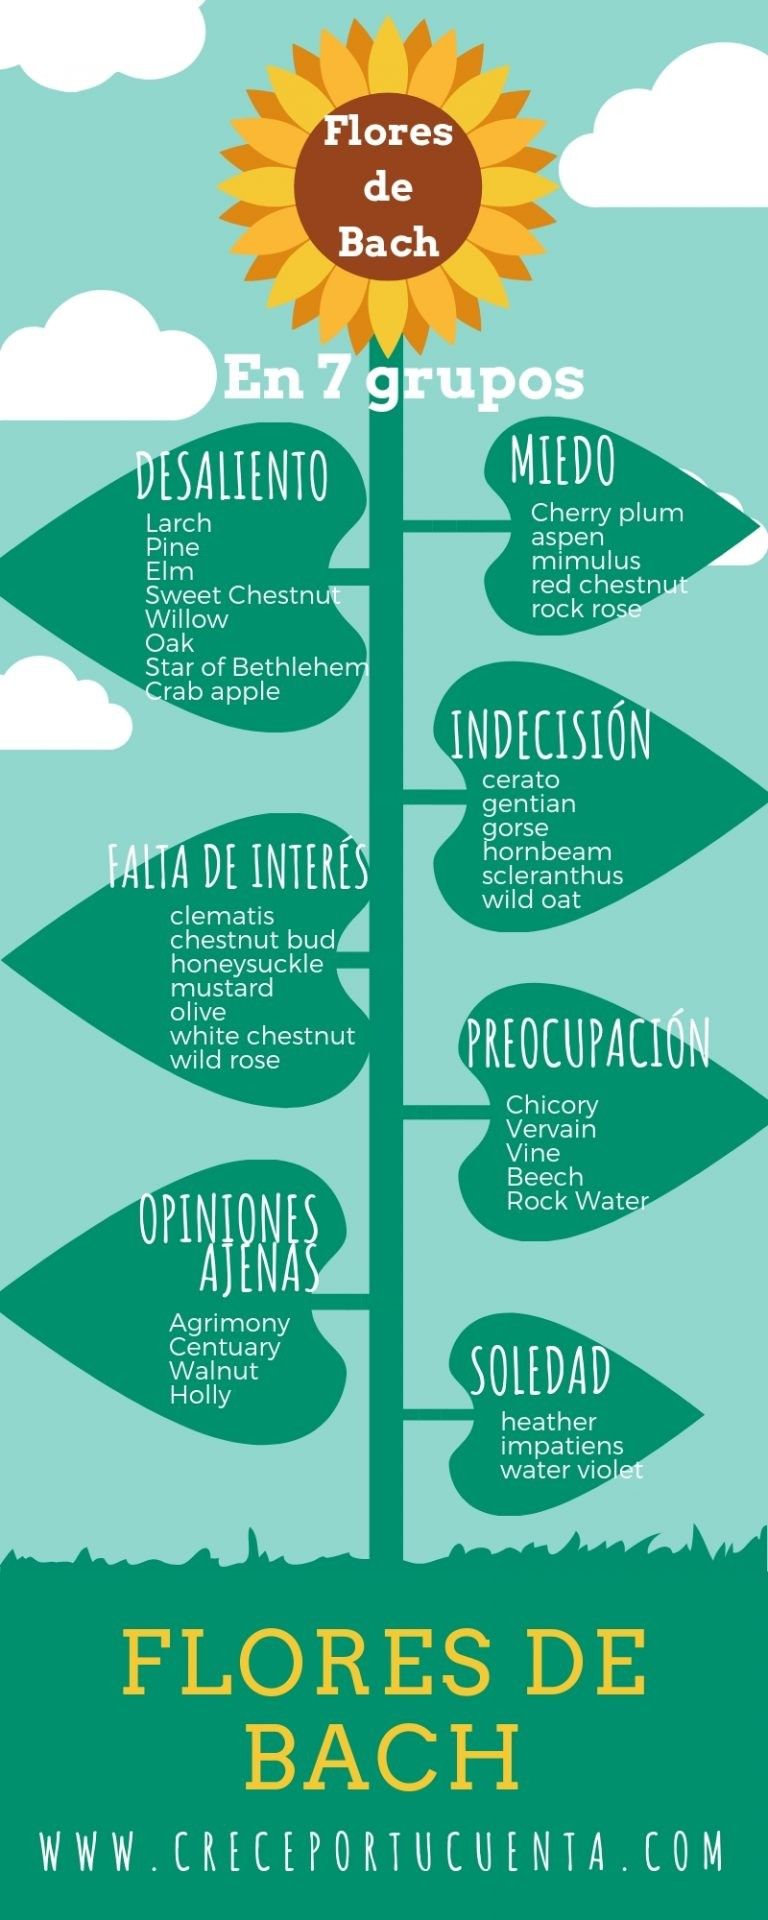 Flores
de
Bach
En 7 grupos
DESALIENTO
Larch
Pine
Elm
Sweet Chestnut
Willow
Oak
Star of Bethlehem
Crab apple
MIEDO
Cherry plum
aspen
mimulus
red chestnut
rock rose
INDECISIÓN
cerato
gentian
gorse
hornbeam
scleranthus
wild oat
FALTA DE INTERÉS
clematis
chestnut bud
honeysuckle
mustard
olive
white chestnut
wild rose
PREOCUPACIÓN
Chicory
Vervain
Vine
Beech
Rock Water
OPINIONES
AJENAS
Agrimony
Centuary
Walnut
Holly
SOLEDAD
heather
impatiens
water violet
FLORES DE
BACH
WWW.CRECEPORTUCUENTA.COM